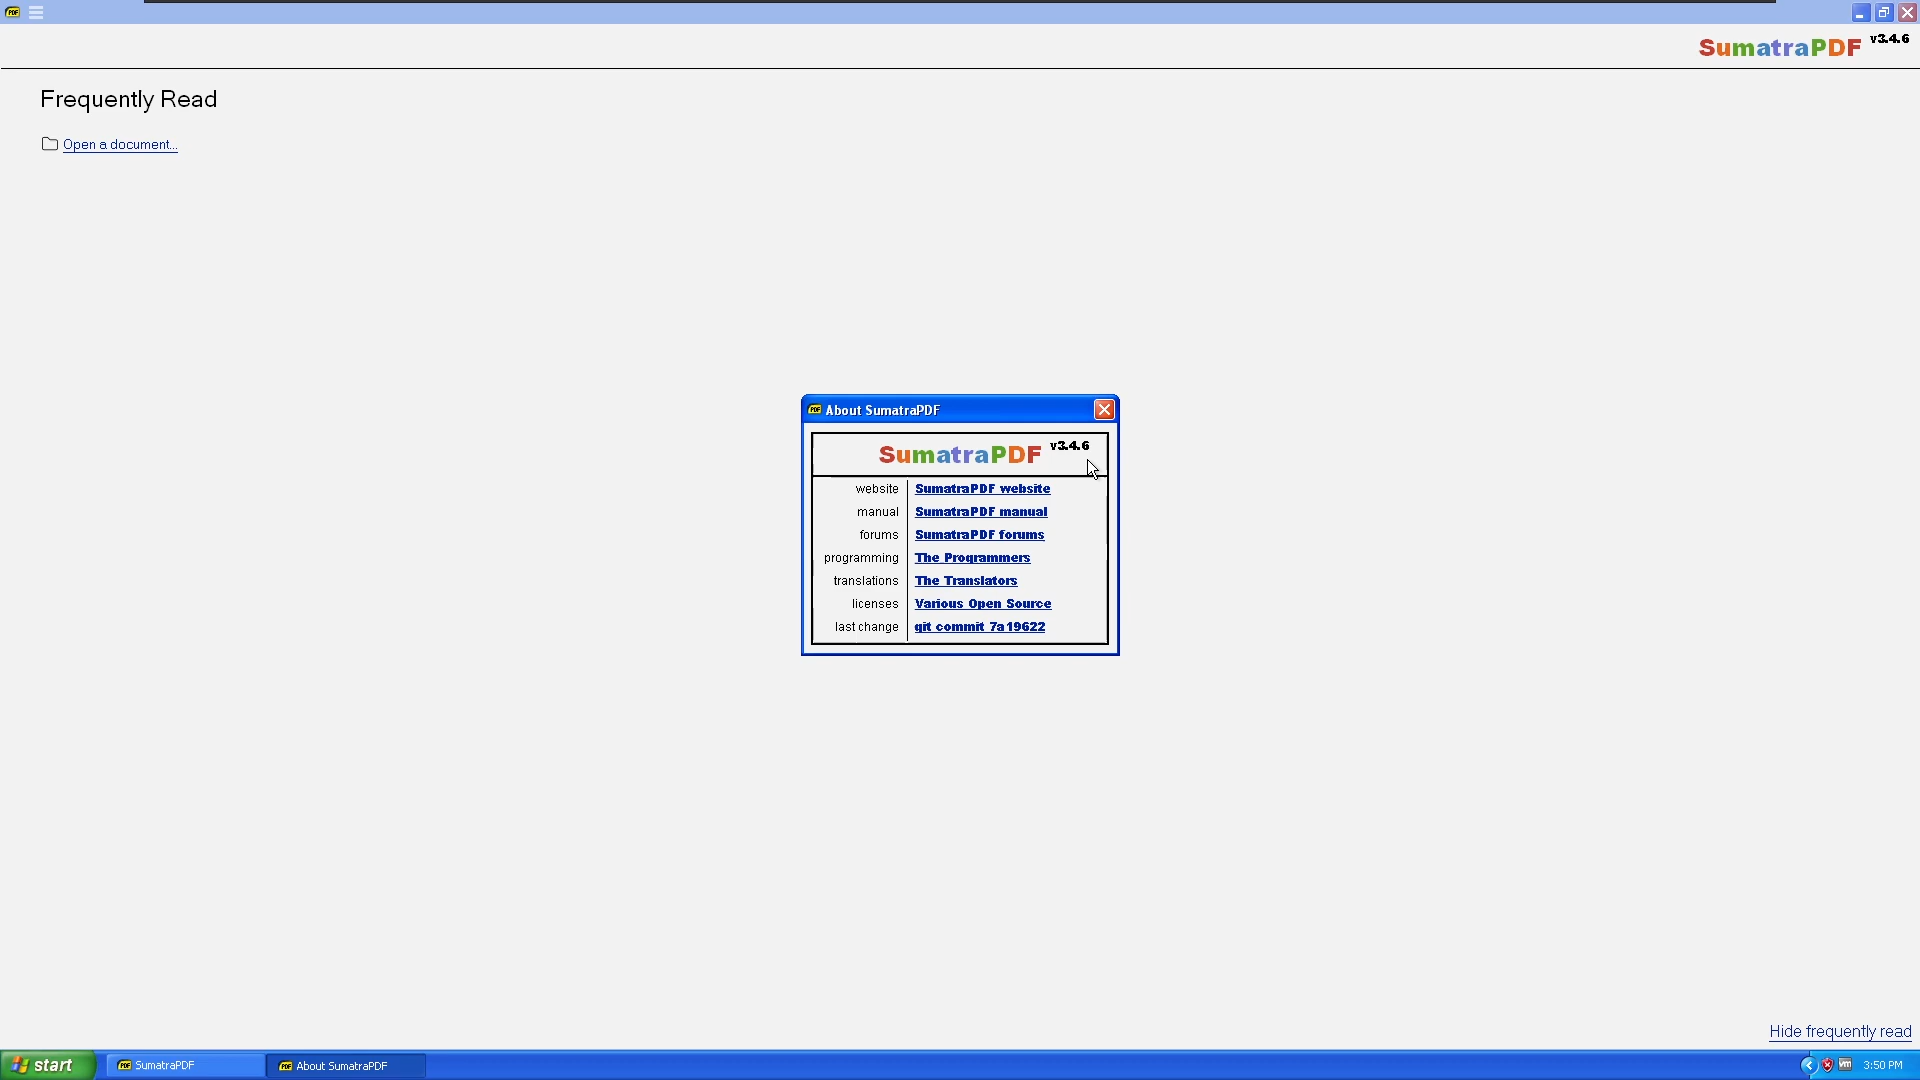 SumatraPDF v3.4.6
Frequently Read
Open a document...
About SumatraPDF
SumatraPDF v3.4.6
website SumatraPDF website
manual SumatraPDF manual
forums SumatraPDF forums
programming The Programmers
translations The Translators
licenses Various Open Source
last change git commit 7a19622
Hide frequently read
start SumatraPDF About SumatraPDF 3:50 PM